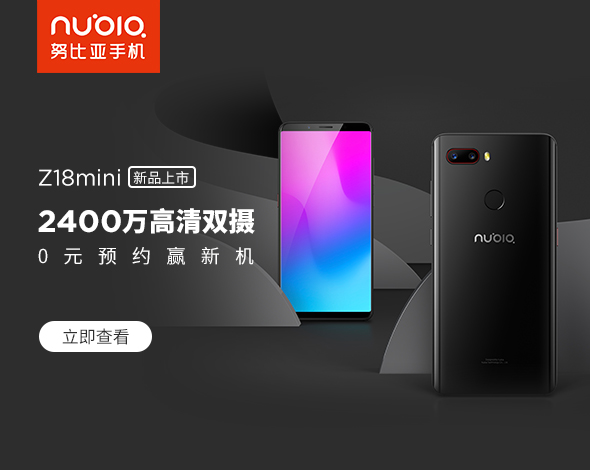 nubia
努比亚手机
Z18mini 新品上市
2400万高清双摄
0元预约赢新机
立即查看
nubia